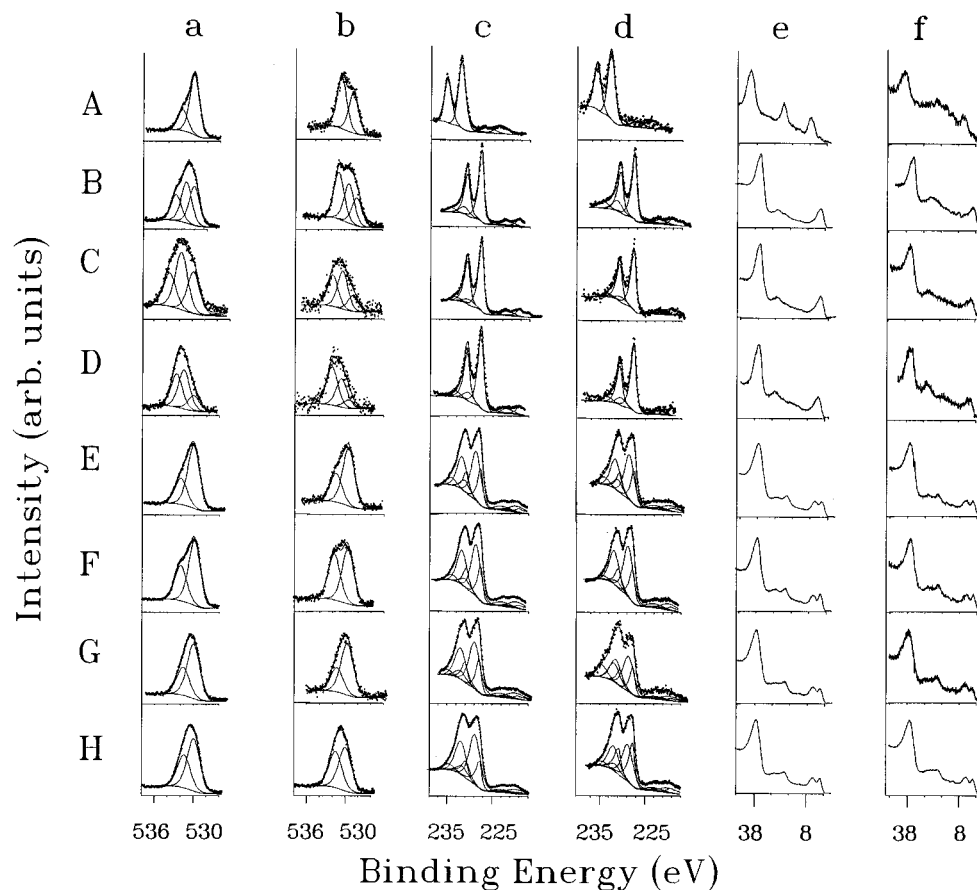 a b c d e f
A
B
C
D
E
F
G
H
Intensity (arb. units)
536 530 536 530 235 225 235 225 38 8 38 8
Binding Energy (eV)